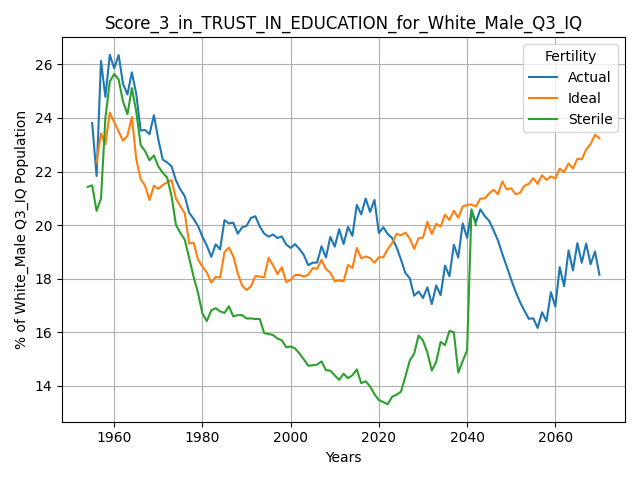 Score_3_in_TRUST_IN_EDUCATION_for_White_Male_Q3_IQ
Fertility
Actual
Ideal
Sterile
% of White_Male Q3_IQ Population
26
24
22
20
18
16
14
1960
1980
2000
2020
2040
2060
Years